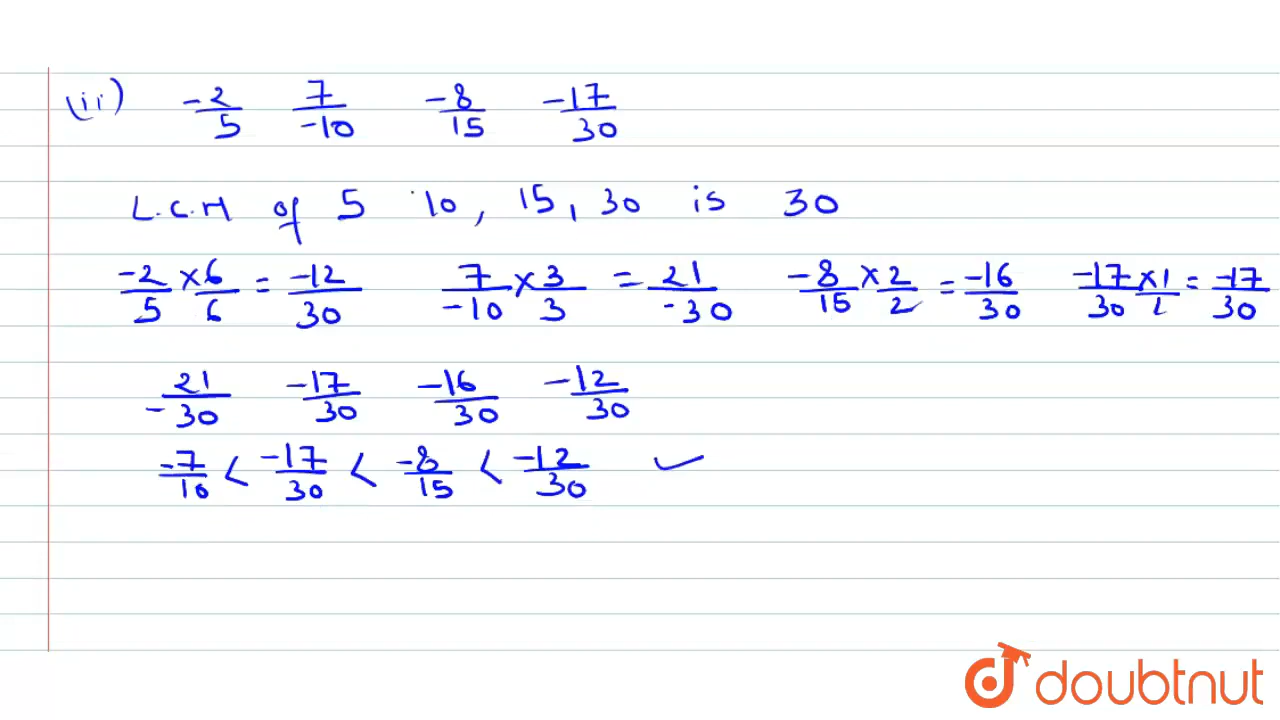 (ii) -2/5 7/-10 -8/15 -17/30
L.C.M of 5 10, 15, 30 is 30
-2/5 × 6/6 = -12/30 7/-10 × 3/3 = 21/-30 -8/15 × 2/2 = -16/30 -17/30 × 1/1 = -17/30
21/-30 -17/30 -16/30 -12/30
-7/10 < -17/30 < -8/15 < -12/30 ✓
doubtnut